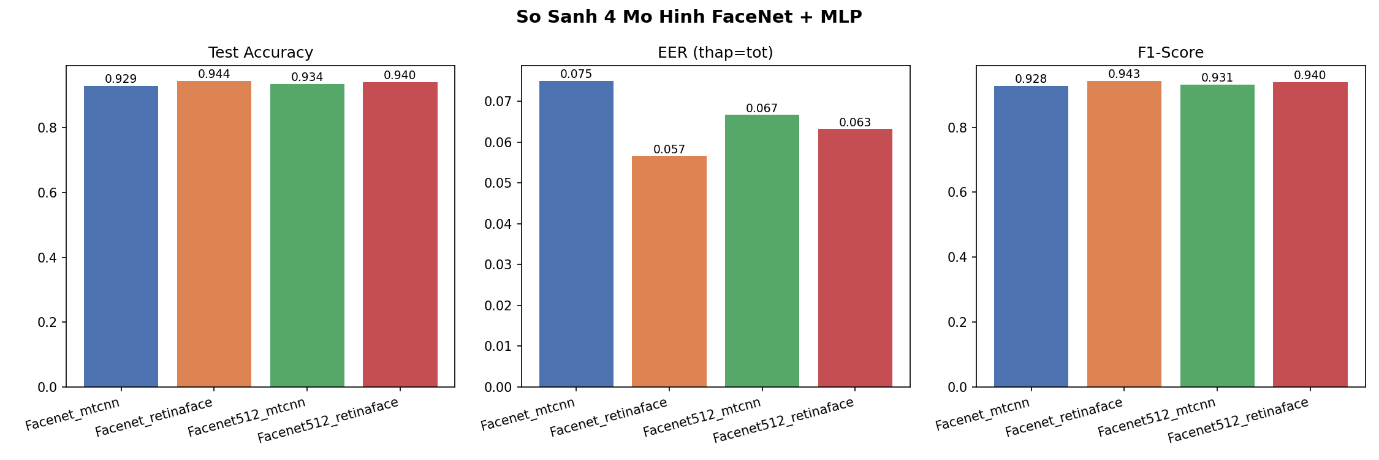 So Sanh 4 Mo Hinh FaceNet + MLP
Test Accuracy
0.929
0.944
0.934
0.940
0.8
0.6
0.4
0.2
0.0
Facenet_mtcnn
Facenet_retinaface
Facenet512_mtcnn
Facenet512_retinaface
EER (thap=tot)
0.075
0.057
0.067
0.063
0.07
0.06
0.05
0.04
0.03
0.02
0.01
0.00
Facenet_mtcnn
Facenet_retinaface
Facenet512_mtcnn
Facenet512_retinaface
F1-Score
0.928
0.943
0.931
0.940
0.8
0.6
0.4
0.2
0.0
Facenet_mtcnn
Facenet_retinaface
Facenet512_mtcnn
Facenet512_retinaface